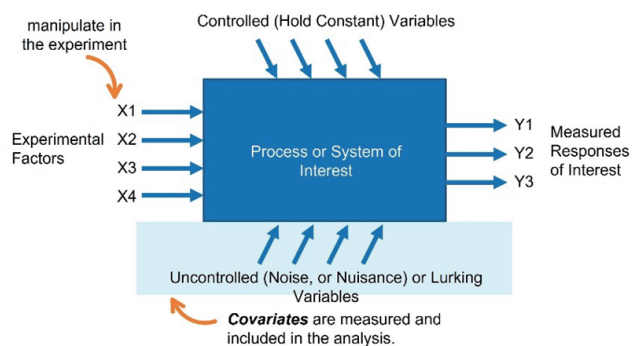 manipulate in
the experiment
Controlled (Hold Constant) Variables
X1
X2
X3
X4
Experimental
Factors
Process or System of
Interest
Y1
Y2
Y3
Measured
Responses
of Interest
Uncontrolled (Noise, or Nuisance) or Lurking
Variables
Covariates are measured and
included in the analysis.